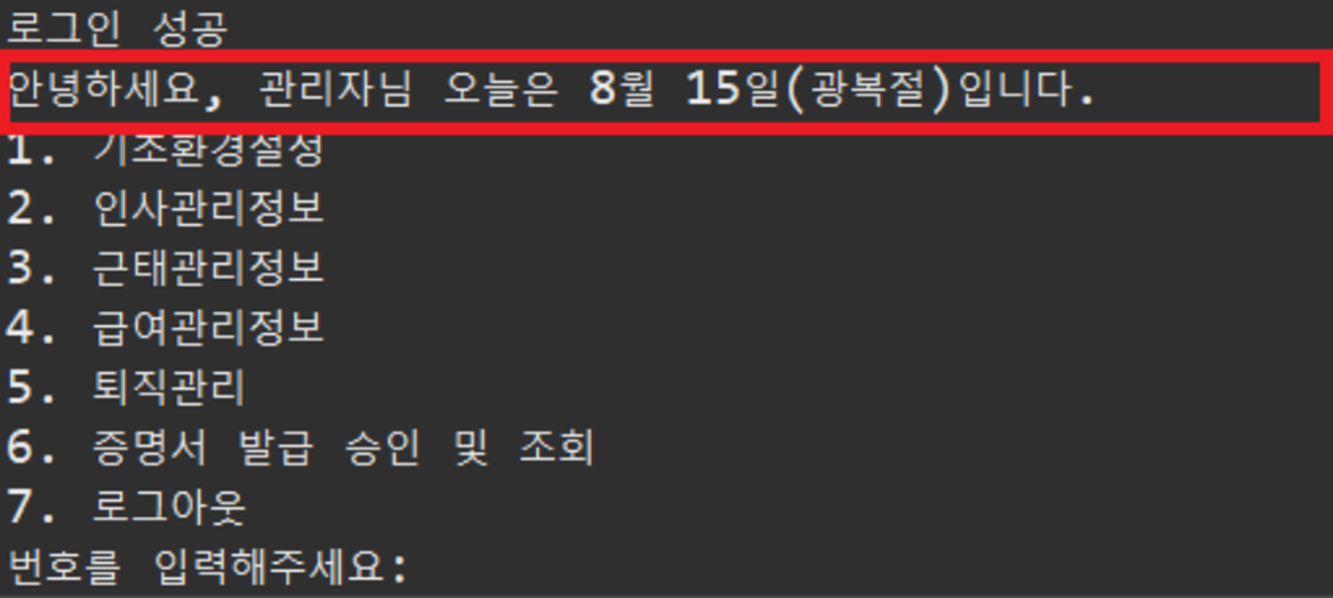 로그인 성공
안녕하세요, 관리자님 오늘은 8월 15일(광복절)입니다.
1. 기초환경설정
2. 인사관리정보
3. 근태관리정보
4. 급여관리정보
5. 퇴직관리
6. 증명서 발급 승인 및 조회
7. 로그아웃
번호를 입력해주세요: